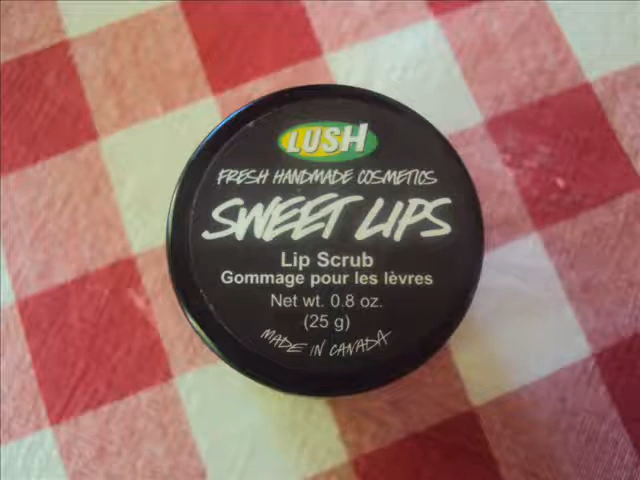 LUSH
FRESH HANDMADE COSMETICS
SWEET LIPS
Lip Scrub
Gommage pour les lèvres
Net wt. 0.8 oz.
(25 g)
MADE IN CANADA